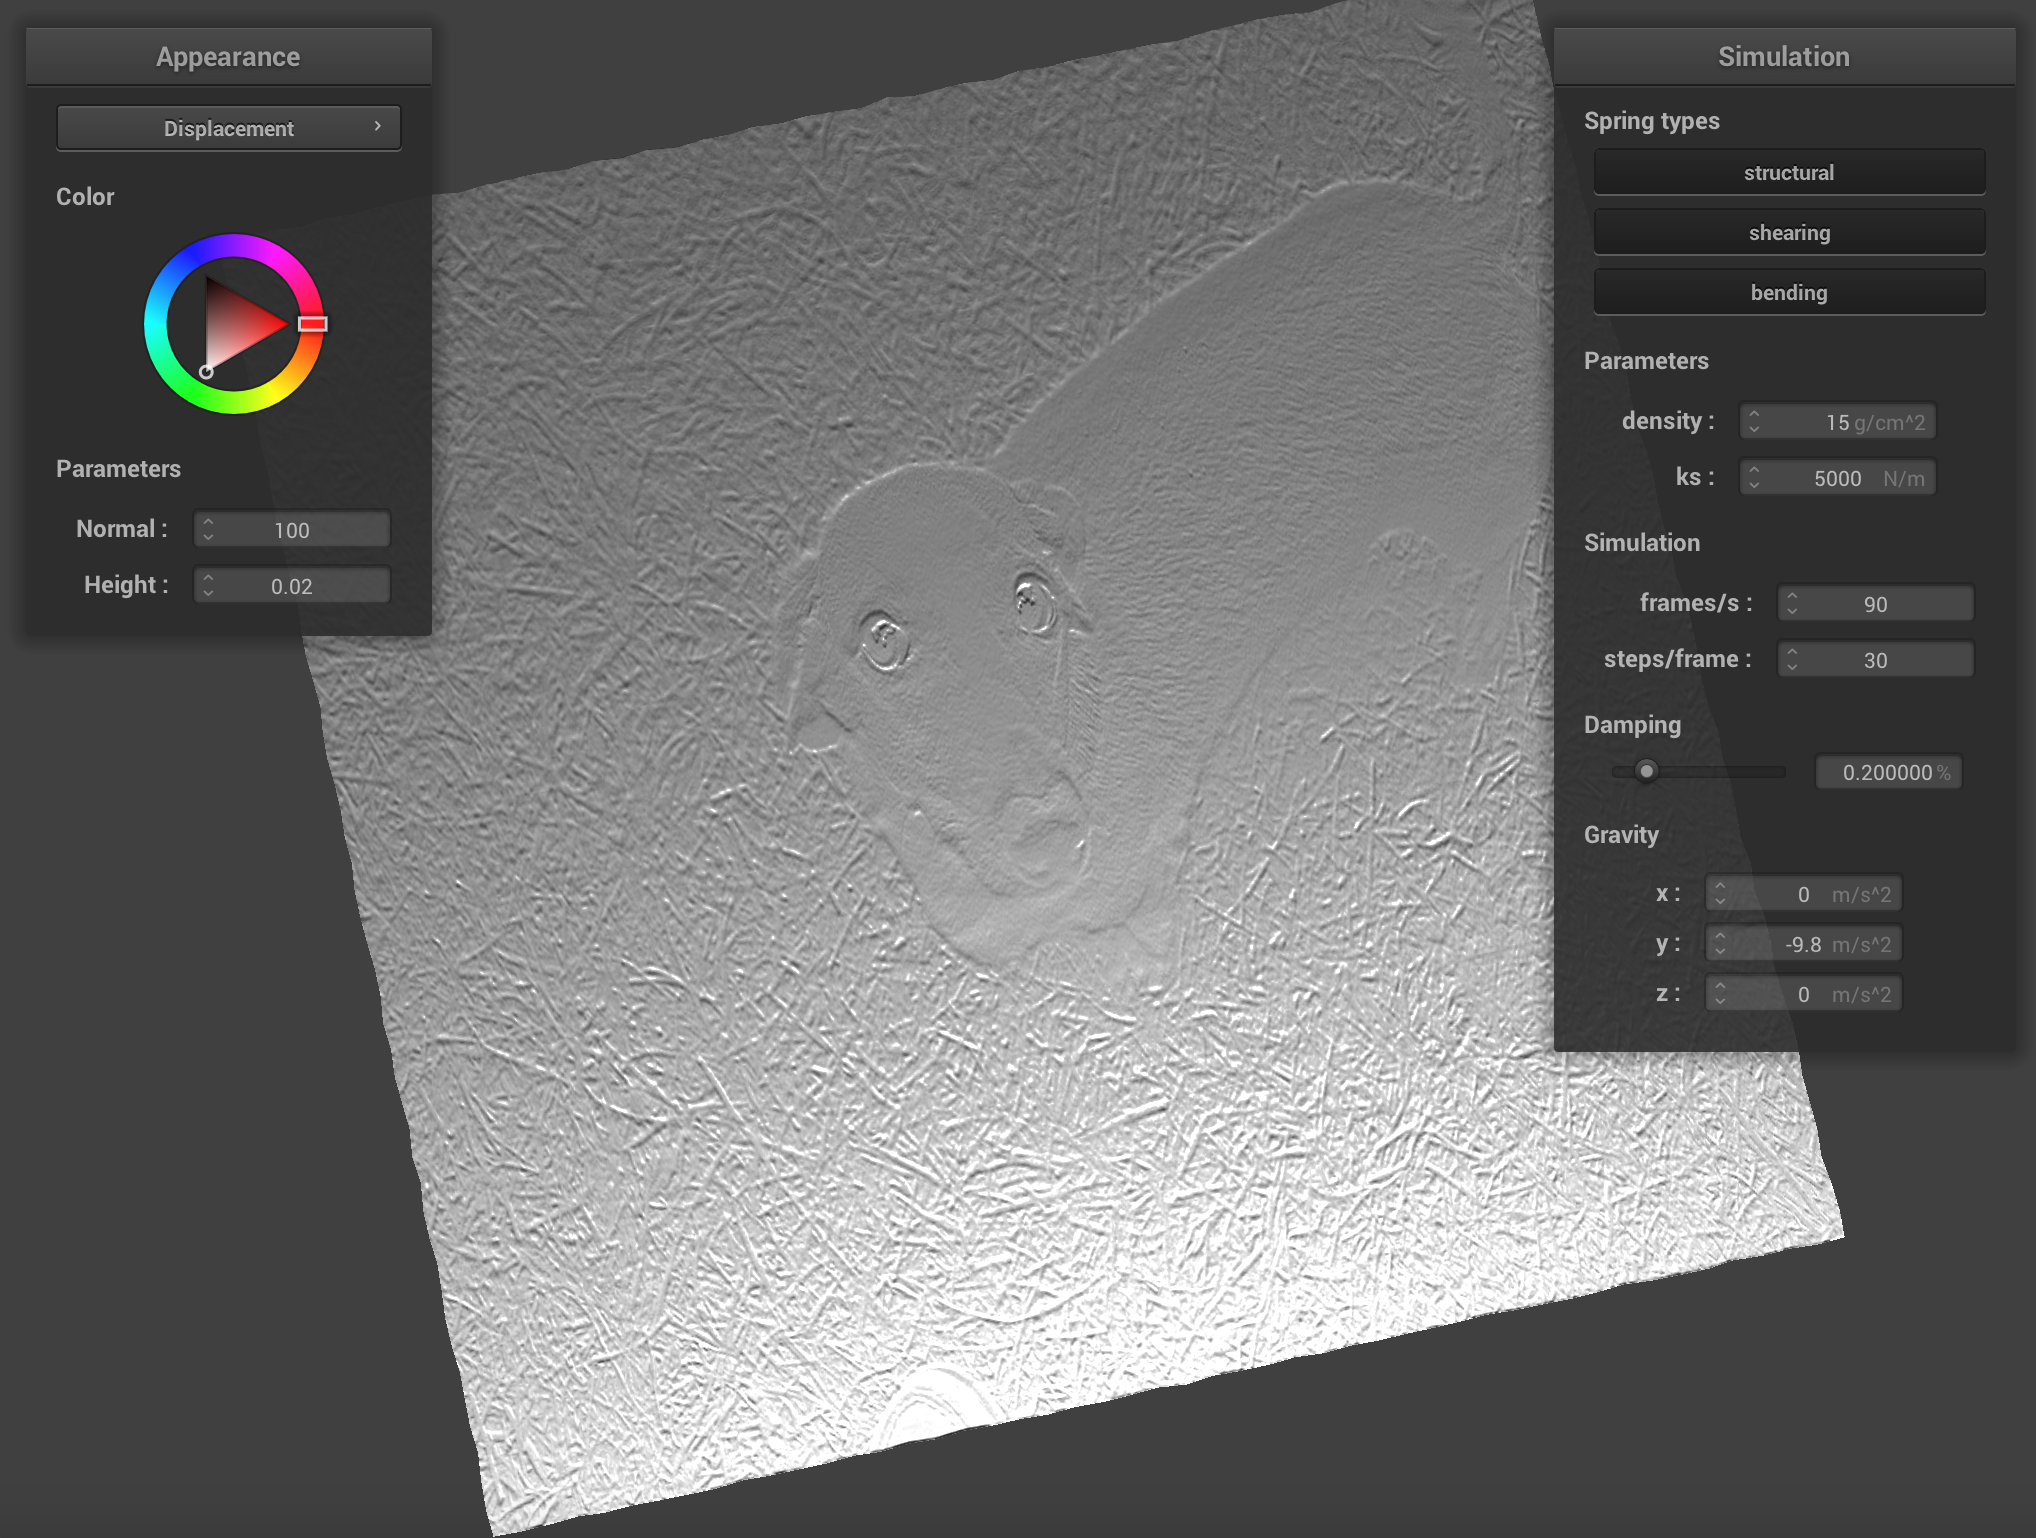 Appearance
Displacement
Color
Parameters
Normal : 100
Height : 0.02
Simulation
Spring types
structural
shearing
bending
Parameters
density : 15 g/cm^2
ks : 5000 N/m
Simulation
frames/s : 90
steps/frame : 30
Damping
0.200000 %
Gravity
x : 0 m/s^2
y : -9.8 m/s^2
z : 0 m/s^2